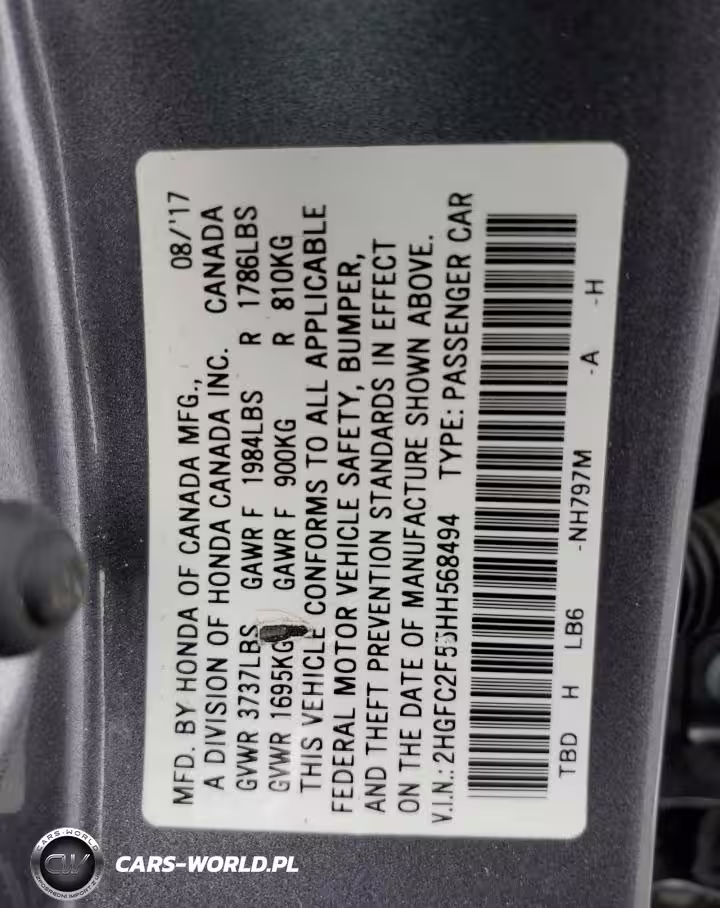 MFD. BY HONDA OF CANADA MFG., 08/'17
A DIVISION OF HONDA CANADA INC. CANADA
GVWR 3737LBS GAWR F 1984LBS R 1786LBS
GVWR 1695KG GAWR F 900KG R 810KG
THIS VEHICLE CONFORMS TO ALL APPLICABLE
FEDERAL MOTOR VEHICLE SAFETY, BUMPER,
AND THEFT PREVENTION STANDARDS IN EFFECT
ON THE DATE OF MANUFACTURE SHOWN ABOVE.
V.I.N.: TYPE: PASSENGER CAR
TBD H LB6 -NH797M -A -H
CARS-WORLD
CARS-WORLD.PL